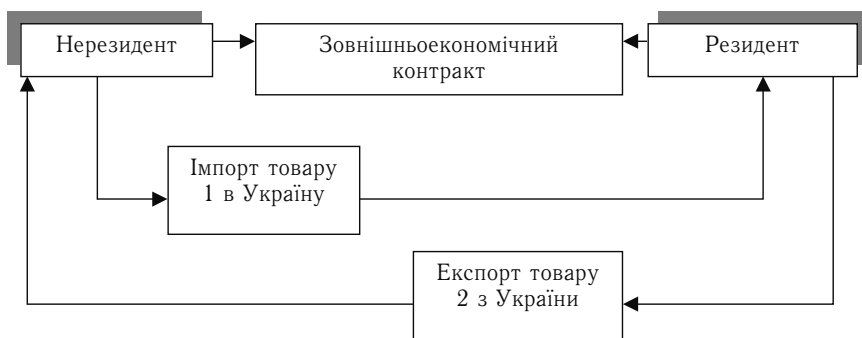 Нерезидент
Зовнішньоекономічний
контракт
Резидент
Імпорт товару
1 в Україну
Експорт товару
2 з України